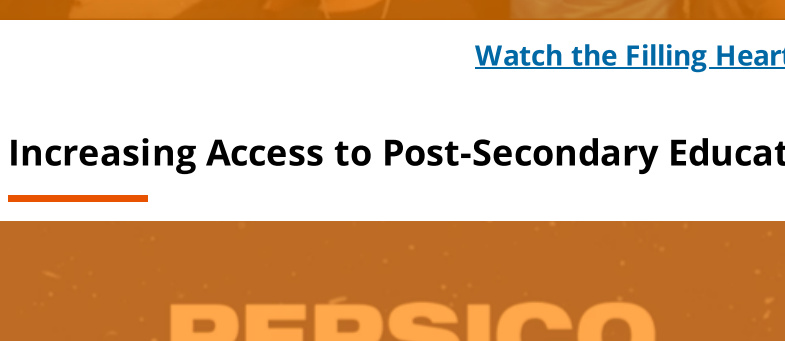 Watch the Filling Heart
Increasing Access to Post-Secondary Educat
PEPSICO